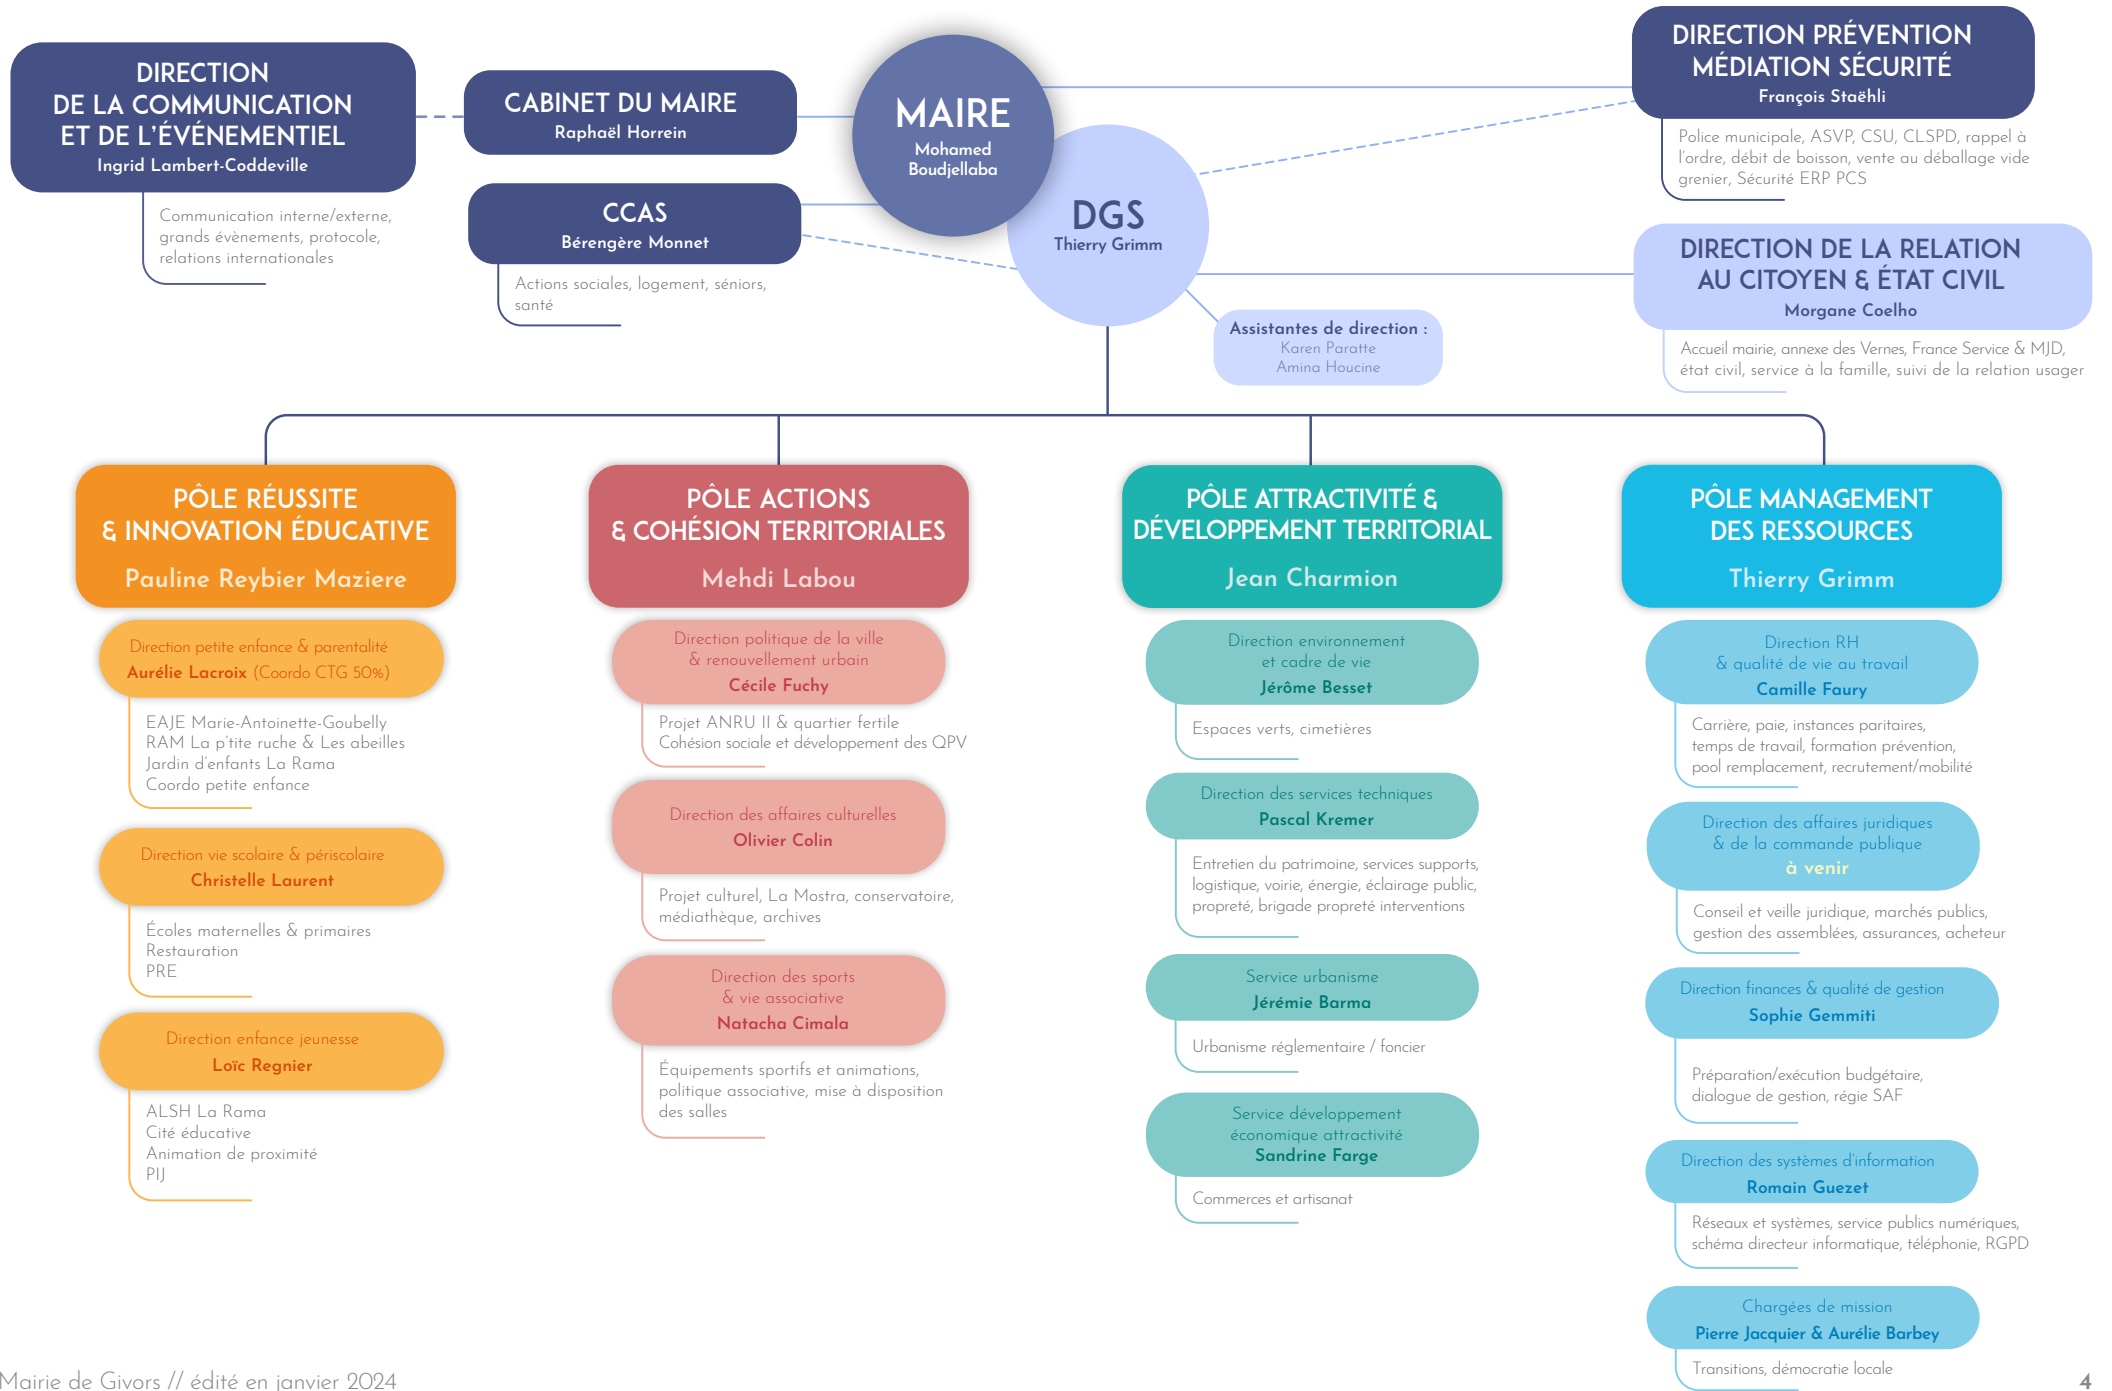 DIRECTION
DE LA COMMUNICATION
ET DE L'ÉVÉNEMENTIEL
Ingrid Lambert-Coddeville
Communication interne/externe,
grands évènements, protocole,
relations internationales
CABINET DU MAIRE
Raphaël Horrein
CCAS
Bérengère Monnet
Actions sociales, logement, séniors,
santé
MAIRE
Mohamed
Boudjellaba
DGS
Thierry Grimm
Assistantes de direction :
Karen Paratte
Amina Houcine
DIRECTION PRÉVENTION
MÉDIATION SÉCURITÉ
François Staëhli
Police municipale, ASVP, CSU, CLSPD, rappel à
l'ordre, débit de boisson, vente au déballage vide
grenier, Sécurité ERP PCS
DIRECTION DE LA RELATION
AU CITOYEN & ÉTAT CIVIL
Morgane Coelho
Accueil mairie, annexe des Vernes, France Service & MJD,
état civil, service à la famille, suivi de la relation usager
PÔLE RÉUSSITE
& INNOVATION ÉDUCATIVE
Pauline Reybier Maziere
Direction petite enfance & parentalité
Aurélie Lacroix (Coordo CTG 50%)
EAJE Marie-Antoinette-Goubelly
RAM La p'tite ruche & Les abeilles
Jardin d'enfants La Rama
Coordo petite enfance
Direction vie scolaire & périscolaire
Christelle Laurent
Écoles maternelles & primaires
Restauration
PRE
Direction enfance jeunesse
Loïc Regnier
ALSH La Rama
Cité éducative
Animation de proximité
PIJ
PÔLE ACTIONS
& COHÉSION TERRITORIALES
Mehdi Labou
Direction politique de la ville
& renouvellement urbain
Cécile Fuchy
Projet ANRU II & quartier fertile
Cohésion sociale et développement des QPV
Direction des affaires culturelles
Olivier Colin
Projet culturel, La Mostra, conservatoire,
médiathèque, archives
Direction des sports
& vie associative
Natacha Cimala
Équipements sportifs et animations,
politique associative, mise à disposition
des salles
PÔLE ATTRACTIVITÉ &
DÉVELOPPEMENT TERRITORIAL
Jean Charmion
Direction environnement
et cadre de vie
Jérôme Besset
Espaces verts, cimetières
Direction des services techniques
Pascal Kremer
Entretien du patrimoine, services supports,
logistique, voirie, énergie, éclairage public,
propreté, brigade propreté interventions
Service urbanisme
Jérémie Barma
Urbanisme réglementaire / foncier
Service développement
économique attractivité
Sandrine Farge
Commerces et artisanat
PÔLE MANAGEMENT
DES RESSOURCES
Thierry Grimm
Direction RH
& qualité de vie au travail
Camille Faury
Carrière, paie, instances paritaires,
temps de travail, formation prévention,
pool remplacement, recrutement/mobilité
Direction des affaires juridiques
& de la commande publique
à venir
Conseil et veille juridique, marchés publics,
gestion des assemblées, assurances, acheteur
Direction finances & qualité de gestion
Sophie Gemmiti
Préparation/exécution budgétaire,
dialogue de gestion, régie SAF
Direction des systèmes d'information
Romain Guezet
Réseaux et systèmes, service publics numériques,
schéma directeur informatique, téléphonie, RGPD
Chargées de mission
Pierre Jacquier & Aurélie Barbey
Transitions, démocratie locale
Mairie de Givors // édité en janvier 2024
4